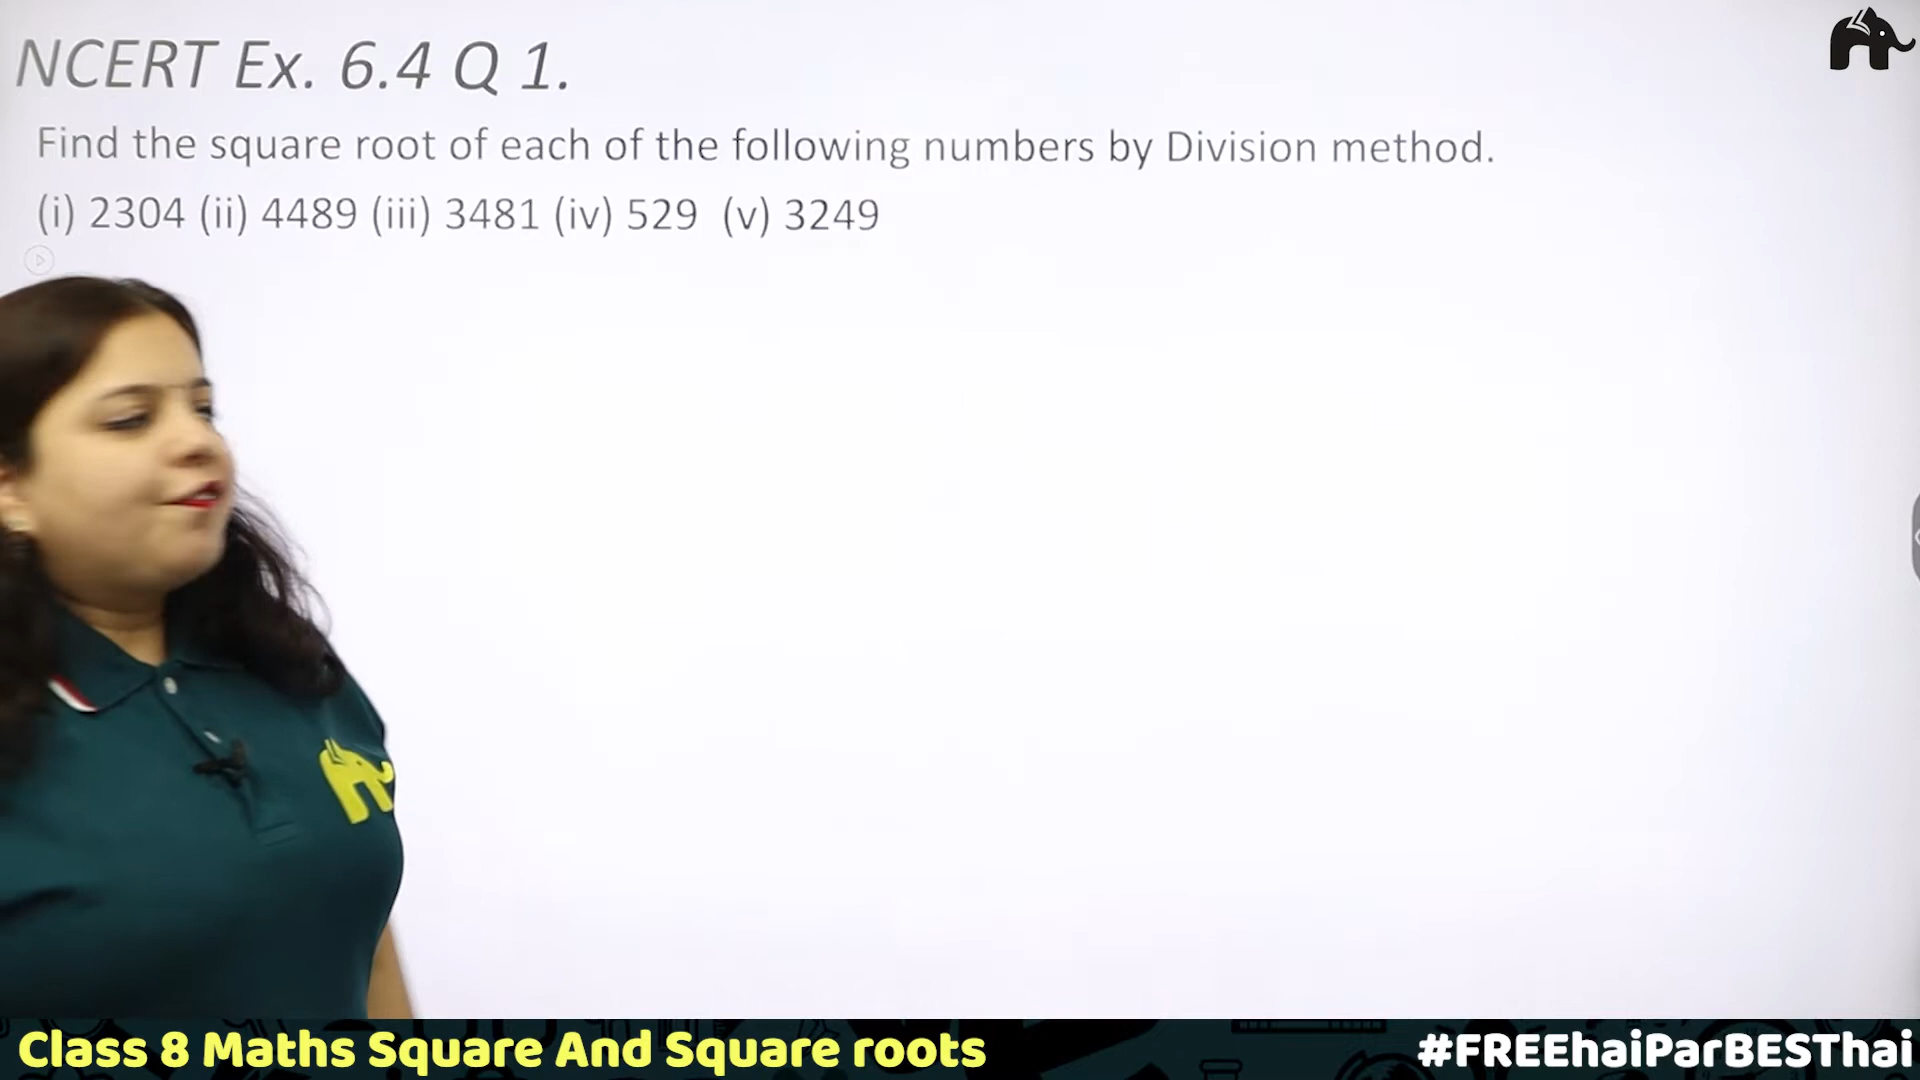 NCERT Ex. 6.4 Q 1.
Find the square root of each of the following numbers by Division method.
(i) 2304 (ii) 4489 (iii) 3481 (iv) 529 (v) 3249
Class 8 Maths Square And Square roots
#FREEhaiParBESThai